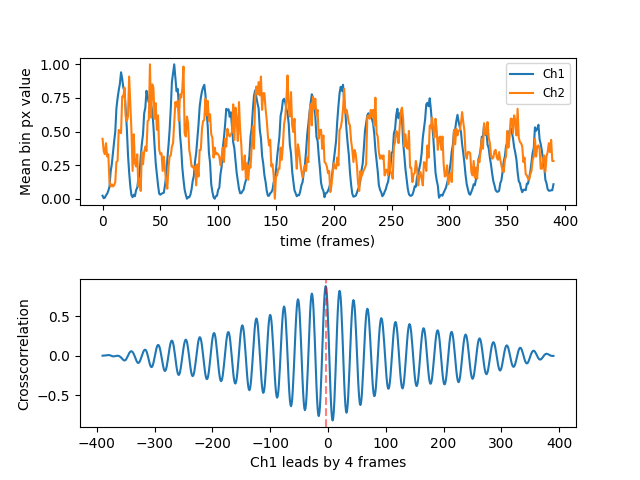 1.00
0.75
0.50
0.25
0.00
Mean bin px value
Ch1
Ch2
0 50 100 150 200 250 300 350 400
time (frames)
0.5
0.0
−0.5
Crosscorrelation
−400 −300 −200 −100 0 100 200 300 400
Ch1 leads by 4 frames